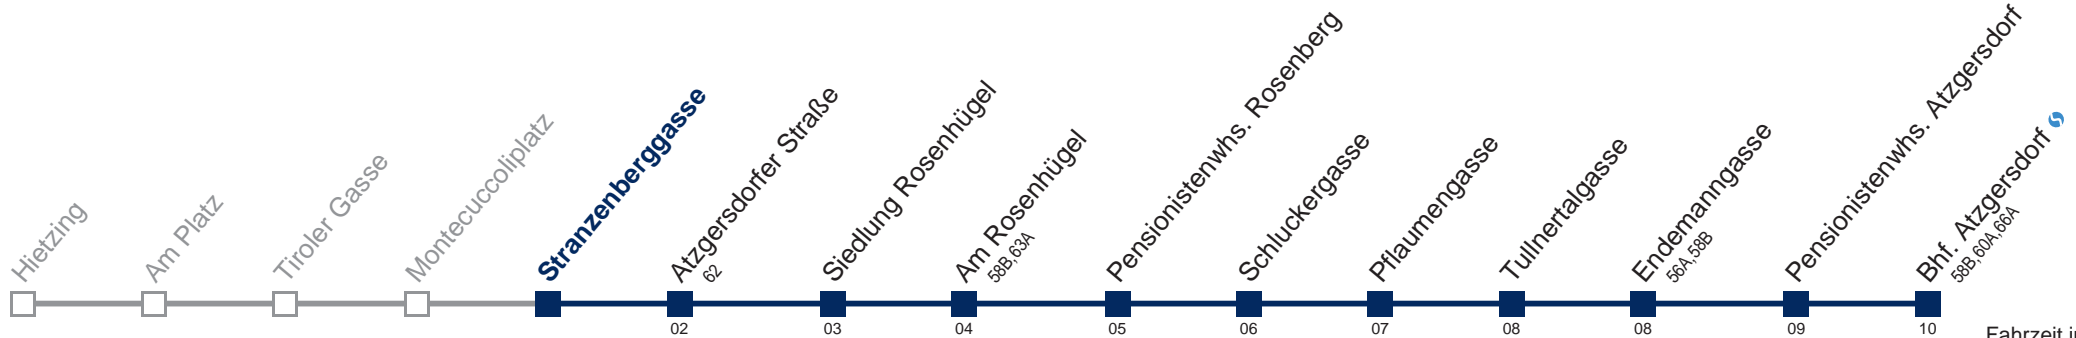 Hietzing
Am Platz
Tiroler Gasse
Montecuccoliplatz
Stranzenberggasse
Atzgersdorfer Straße
62
Siedlung Rosenhügel
Am Rosenhügel
58B,63A
Pensionistenwhs. Rosenberg
Schluckergasse
Pflaumengasse
Tullnertalgasse
Endemanngasse
56A,58B
Pensionistenwhs. Atzgersdorf
Bhf. Atzgersdorf
58B,60A,66A
02 03 04 05 06 07 08 08 09 10
Fahrzeit